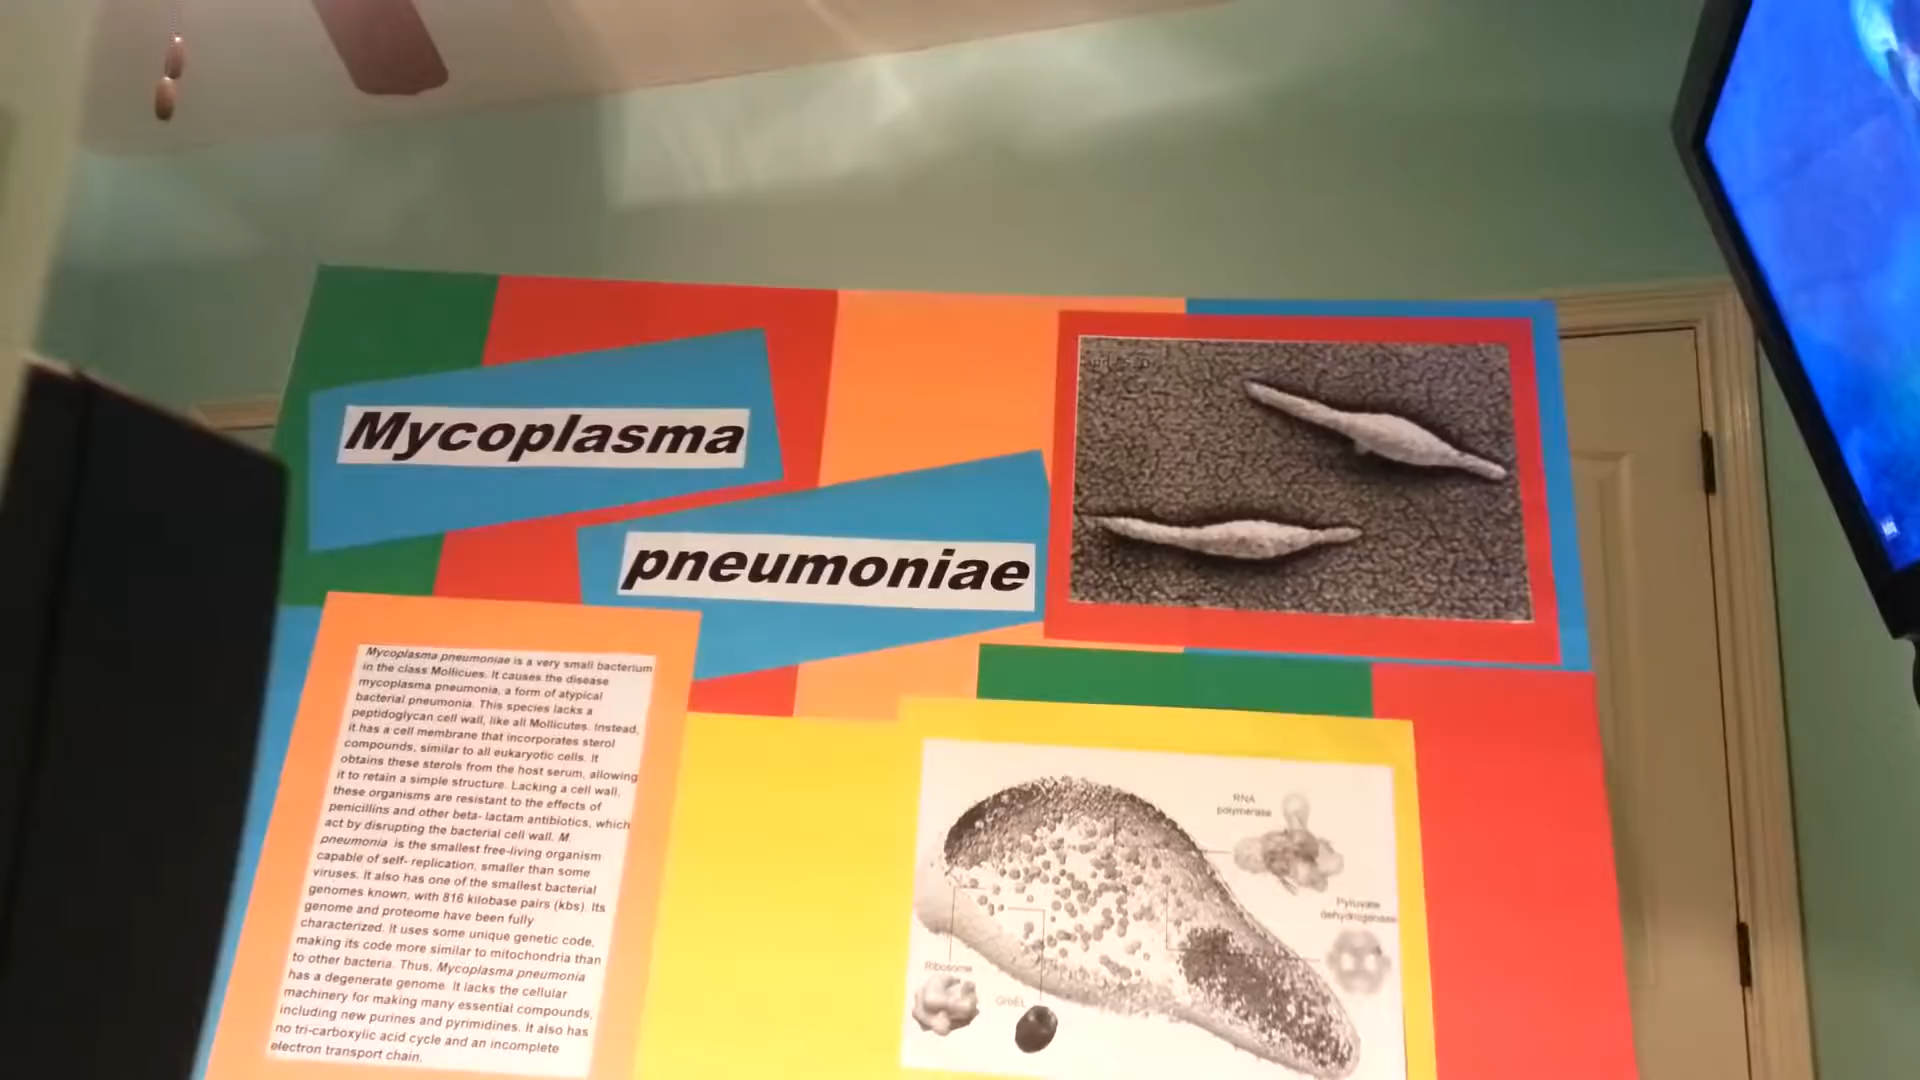 Mycoplasma
pneumoniae
Mycoplasma pneumoniae is a very small bacterium
in the class Mollicues. It causes the disease
mycoplasma pneumonia, a form of atypical
bacterial pneumonia. This species lacks a
peptidoglycan cell wall, like all Mollicutes. Instead,
it has a cell membrane that incorporates sterol
compounds, similar to all eukaryotic cells. It
obtains these sterols from the host serum, allowing
it to retain a simple structure. Lacking a cell wall,
these organisms are resistant to the effects of
penicillins and other beta- lactam antibiotics, which
act by disrupting the bacterial cell wall. M.
pneumonia is the smallest free-living organism
capable of self- replication, smaller than some
viruses. It also has one of the smallest bacterial
genomes known, with 816 kilobase pairs (kbs). Its
genome and proteome have been fully
characterized. It uses some unique genetic code,
making its code more similar to mitochondria than
to other bacteria. Thus, Mycoplasma pneumonia
has a degenerate genome. It lacks the cellular
machinery for making many essential compounds,
including new purines and pyrimidines. It also has
no tri-carboxylic acid cycle and an incomplete
electron transport chain.
RNA
polymerase
Pyruvate
dehydrogenase
Ribosome
GroEL